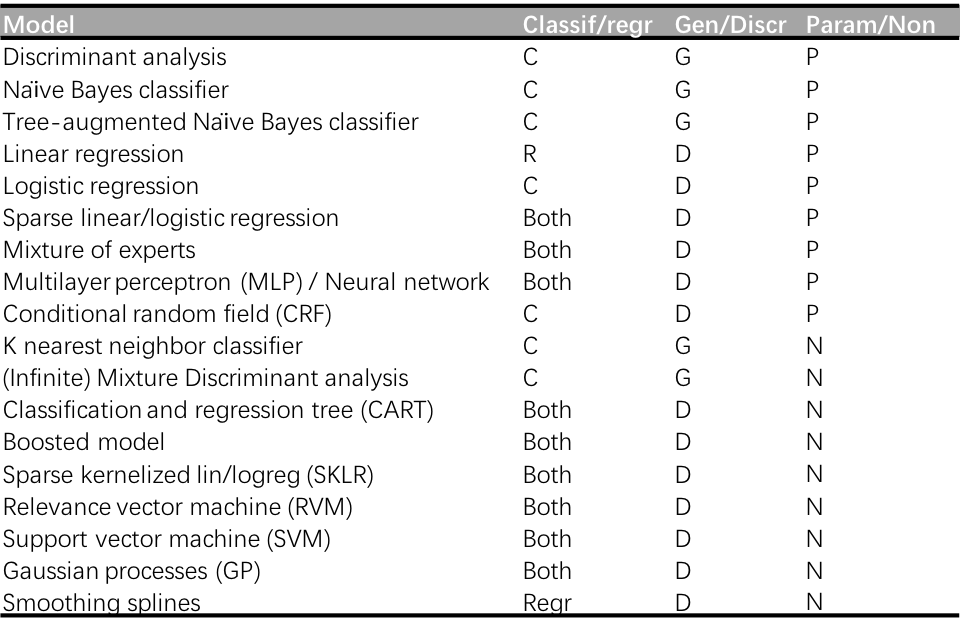 Model Classif/regr Gen/Discr Param/Non
Discriminant analysis C G P
Naïve Bayes classifier C G P
Tree-augmented Naïve Bayes classifier C G P
Linear regression R D P
Logistic regression C D P
Sparse linear/logistic regression Both D P
Mixture of experts Both D P
Multilayer perceptron (MLP) / Neural network Both D P
Conditional random field (CRF) C D P
K nearest neighbor classifier C G N
(Infinite) Mixture Discriminant analysis C G N
Classification and regression tree (CART) Both D N
Boosted model Both D N
Sparse kernelized lin/logreg (SKLR) Both D N
Relevance vector machine (RVM) Both D N
Support vector machine (SVM) Both D N
Gaussian processes (GP) Both D N
Smoothing splines Regr D N